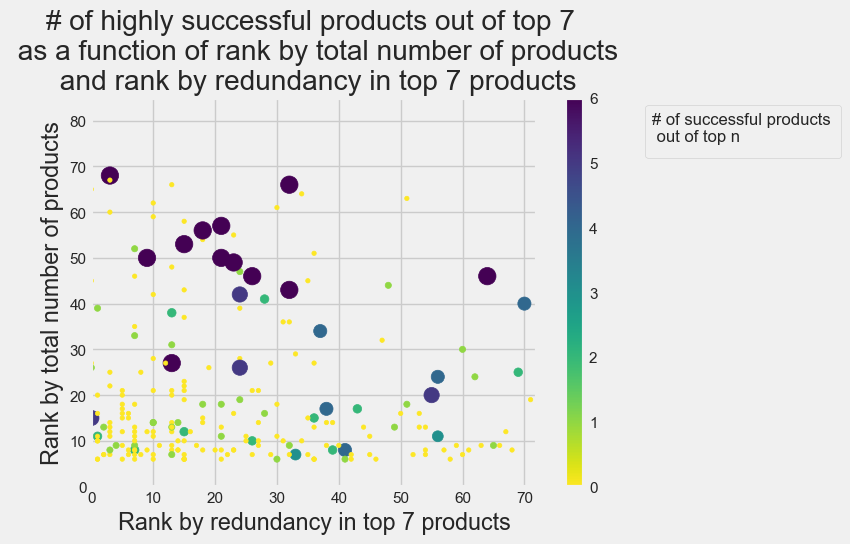 # of highly successful products out of top 7
as a function of rank by total number of products
and rank by redundancy in top 7 products
Rank by total number of products
80
70
60
50
40
30
20
10
0
0 10 20 30 40 50 60 70
Rank by redundancy in top 7 products
6
5
4
3
2
1
0
# of successful products
out of top n